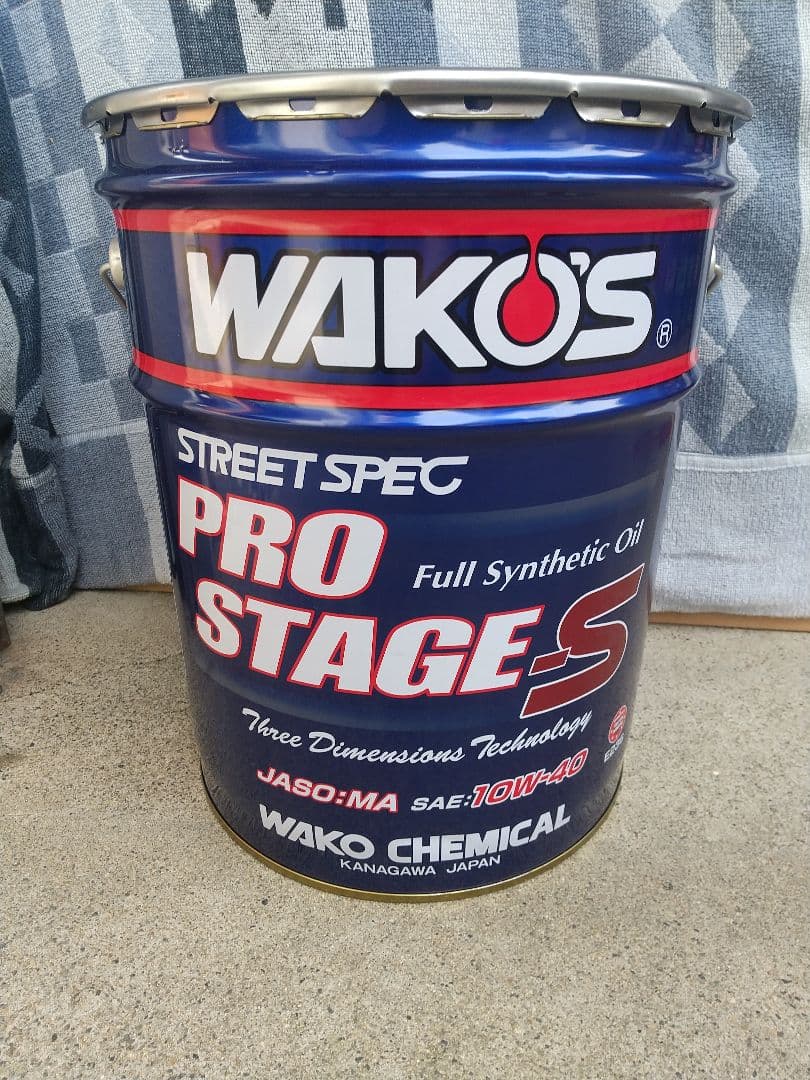 WAKO'S ®
STREET SPEC
PRO
Full Synthetic Oil
STAGE-S
Three Dimensions Technology
JASO:MA SAE:10W-40
WAKO CHEMICAL
KANAGAWA JAPAN